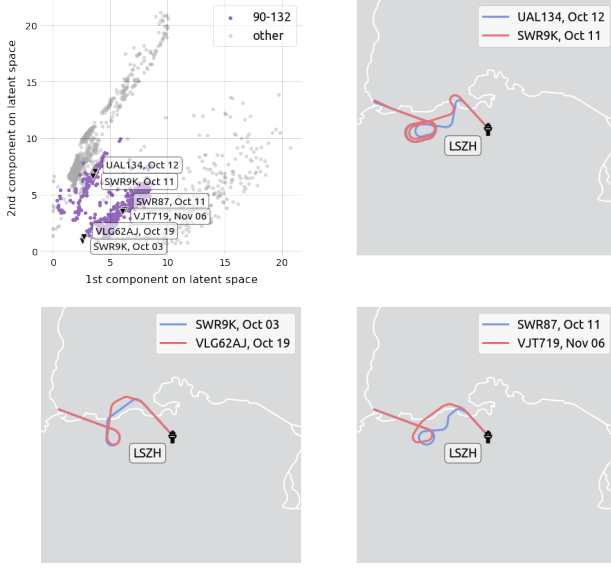 20
15
10
5
0
2nd component on latent space
90-132
other
UAL134, Oct 12
SWR9K, Oct 11
SWR87, Oct 11
VJT719, Nov 06
VLG62AJ, Oct 19
SWR9K, Oct 03
0 5 10 15 20
1st component on latent space
UAL134, Oct 12
SWR9K, Oct 11
LSZH
SWR9K, Oct 03
VLG62AJ, Oct 19
LSZH
SWR87, Oct 11
VJT719, Nov 06
LSZH